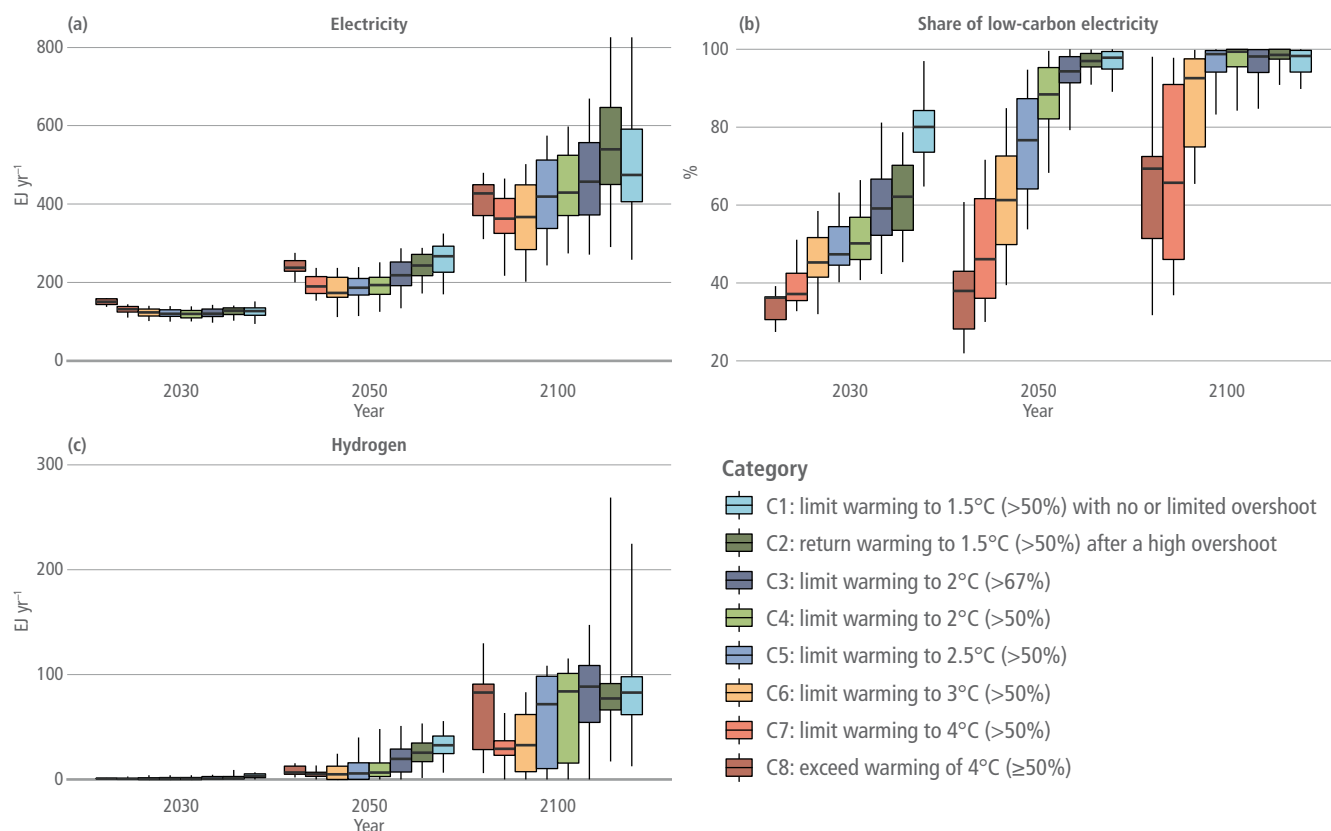 (a) Electricity
800
600
400
200
0
EJ yr⁻¹
2030 2050 2100
Year
(b) Share of low-carbon electricity
100
80
60
40
20
%
2030 2050 2100
Year
(c) Hydrogen
300
200
100
0
EJ yr⁻¹
2030 2050 2100
Year
Category
C1: limit warming to 1.5°C (>50%) with no or limited overshoot
C2: return warming to 1.5°C (>50%) after a high overshoot
C3: limit warming to 2°C (>67%)
C4: limit warming to 2°C (>50%)
C5: limit warming to 2.5°C (>50%)
C6: limit warming to 3°C (>50%)
C7: limit warming to 4°C (>50%)
C8: exceed warming of 4°C (≥50%)